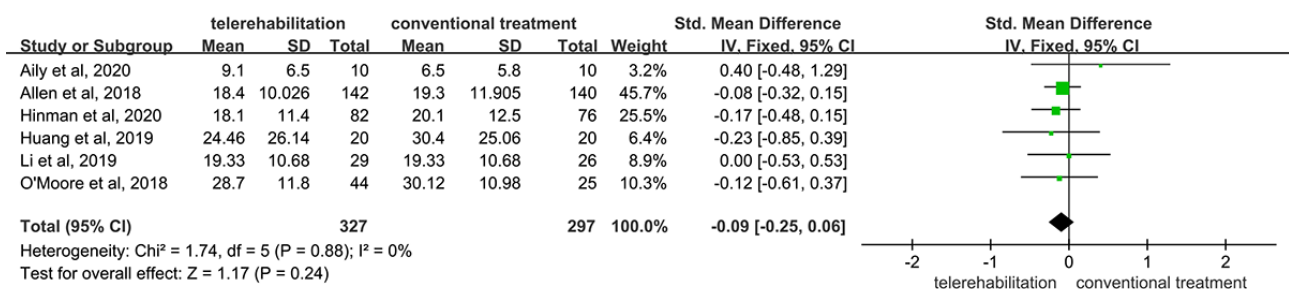 telerehabilitation conventional treatment Std. Mean Difference Std. Mean Difference
Study or Subgroup Mean SD Total Mean SD Total Weight IV, Fixed, 95% CI IV, Fixed, 95% CI
Aily et al, 2020 9.1 6.5 10 6.5 5.8 10 3.2% 0.40 [-0.48, 1.29]
Allen et al, 2018 18.4 10.026 142 19.3 11.905 140 45.7% -0.08 [-0.32, 0.15]
Hinman et al, 2020 18.1 11.4 82 20.1 12.5 76 25.5% -0.17 [-0.48, 0.15]
Huang et al, 2019 24.46 26.14 20 30.4 25.06 20 6.4% -0.23 [-0.85, 0.39]
Li et al, 2019 19.33 10.68 29 19.33 10.68 26 8.9% 0.00 [-0.53, 0.53]
O'Moore et al, 2018 28.7 11.8 44 30.12 10.98 25 10.3% -0.12 [-0.61, 0.37]
Total (95% CI) 327 297 100.0% -0.09 [-0.25, 0.06]
Heterogeneity: Chi² = 1.74, df = 5 (P = 0.88); I² = 0%
Test for overall effect: Z = 1.17 (P = 0.24)
-2 -1 0 1 2
telerehabilitation conventional treatment